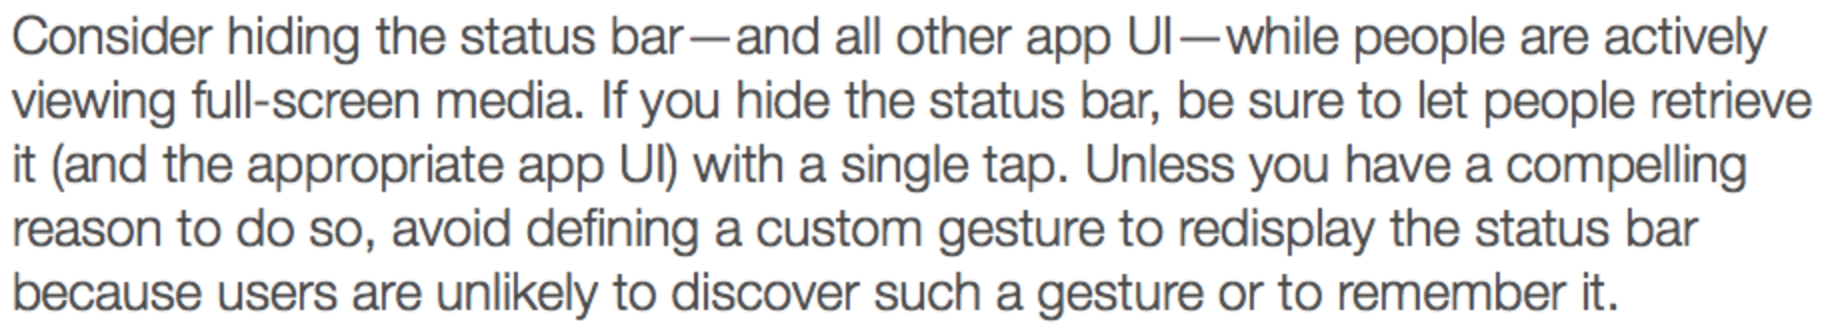 Consider hiding the status bar—and all other app UI—while people are actively
viewing full-screen media. If you hide the status bar, be sure to let people retrieve
it (and the appropriate app UI) with a single tap. Unless you have a compelling
reason to do so, avoid defining a custom gesture to redisplay the status bar
because users are unlikely to discover such a gesture or to remember it.